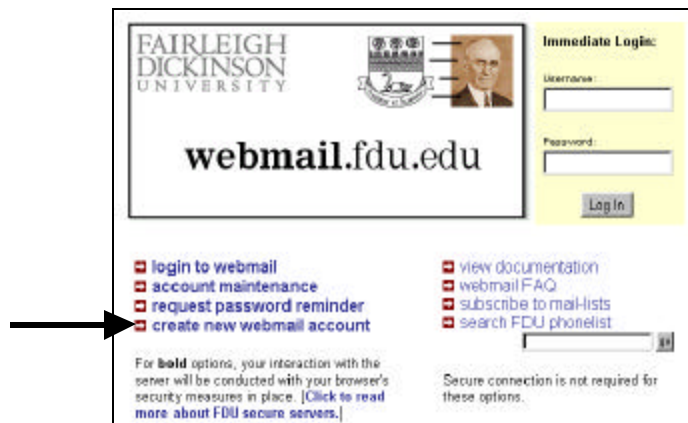 FAIRLEIGH
DICKINSON
UNIVERSITY
webmail.fdu.edu
Immediate Login:
Username:
Password:
Log In
login to webmail
account maintenance
request password reminder
create new webmail account
For bold options, your interaction with the
server will be conducted with your browser's
security measures in place. [Click to read
more about FDU secure servers.]
view documentation
webmail FAQ
subscribe to mail-lists
search FDU phonelist
Secure connection is not required for
these options.